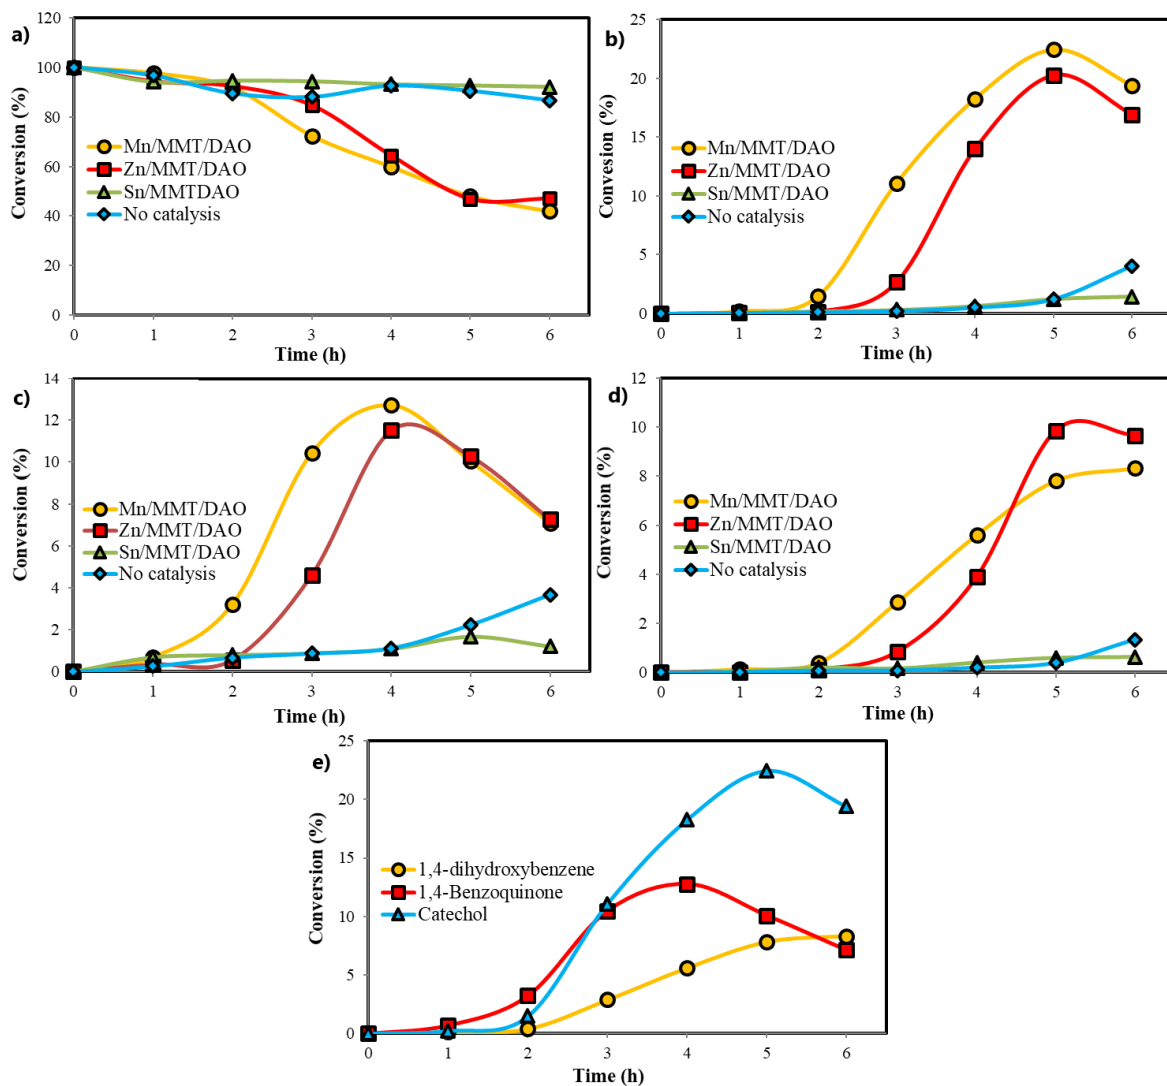 a)
Conversion (%)
120
100
80
60
40
20
0
Mn/MMT/DAO
Zn/MMT/DAO
Sn/MMTDAO
No catalysis
0 1 2 3 4 5 6
Time (h)
b)
Convesion (%)
25
20
15
10
5
0
Mn/MMT/DAO
Zn/MMT/DAO
Sn/MMT/DAO
No catalysis
0 1 2 3 4 5 6
Time (h)
c)
Conversion (%)
14
12
10
8
6
4
2
0
Mn/MMT/DAO
Zn/MMT/DAO
Sn/MMT/DAO
No catalysis
0 1 2 3 4 5 6
Time (h)
d)
Conversion (%)
12
10
8
6
4
2
0
Mn/MMT/DAO
Zn/MMT/DAO
Sn/MMT/DAO
No catalysis
0 1 2 3 4 5 6
Time (h)
e)
Conversion (%)
25
20
15
10
5
0
1,4-dihydroxybenzene
1,4-Benzoquinone
Catechol
0 1 2 3 4 5 6
Time (h)